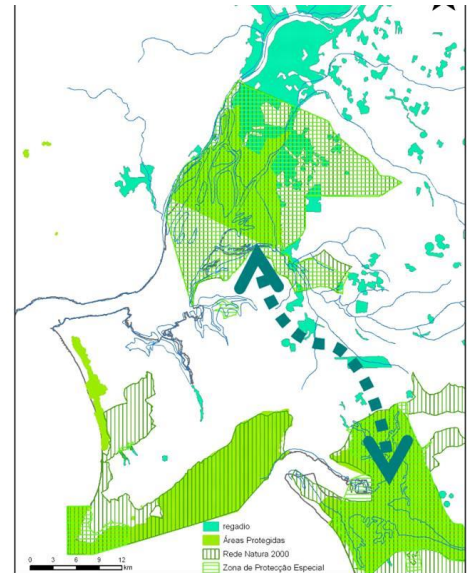 regadio
Áreas Protegidas
Rede Natura 2000
Zona de Protecção Especial
0 3 6 9 12
km